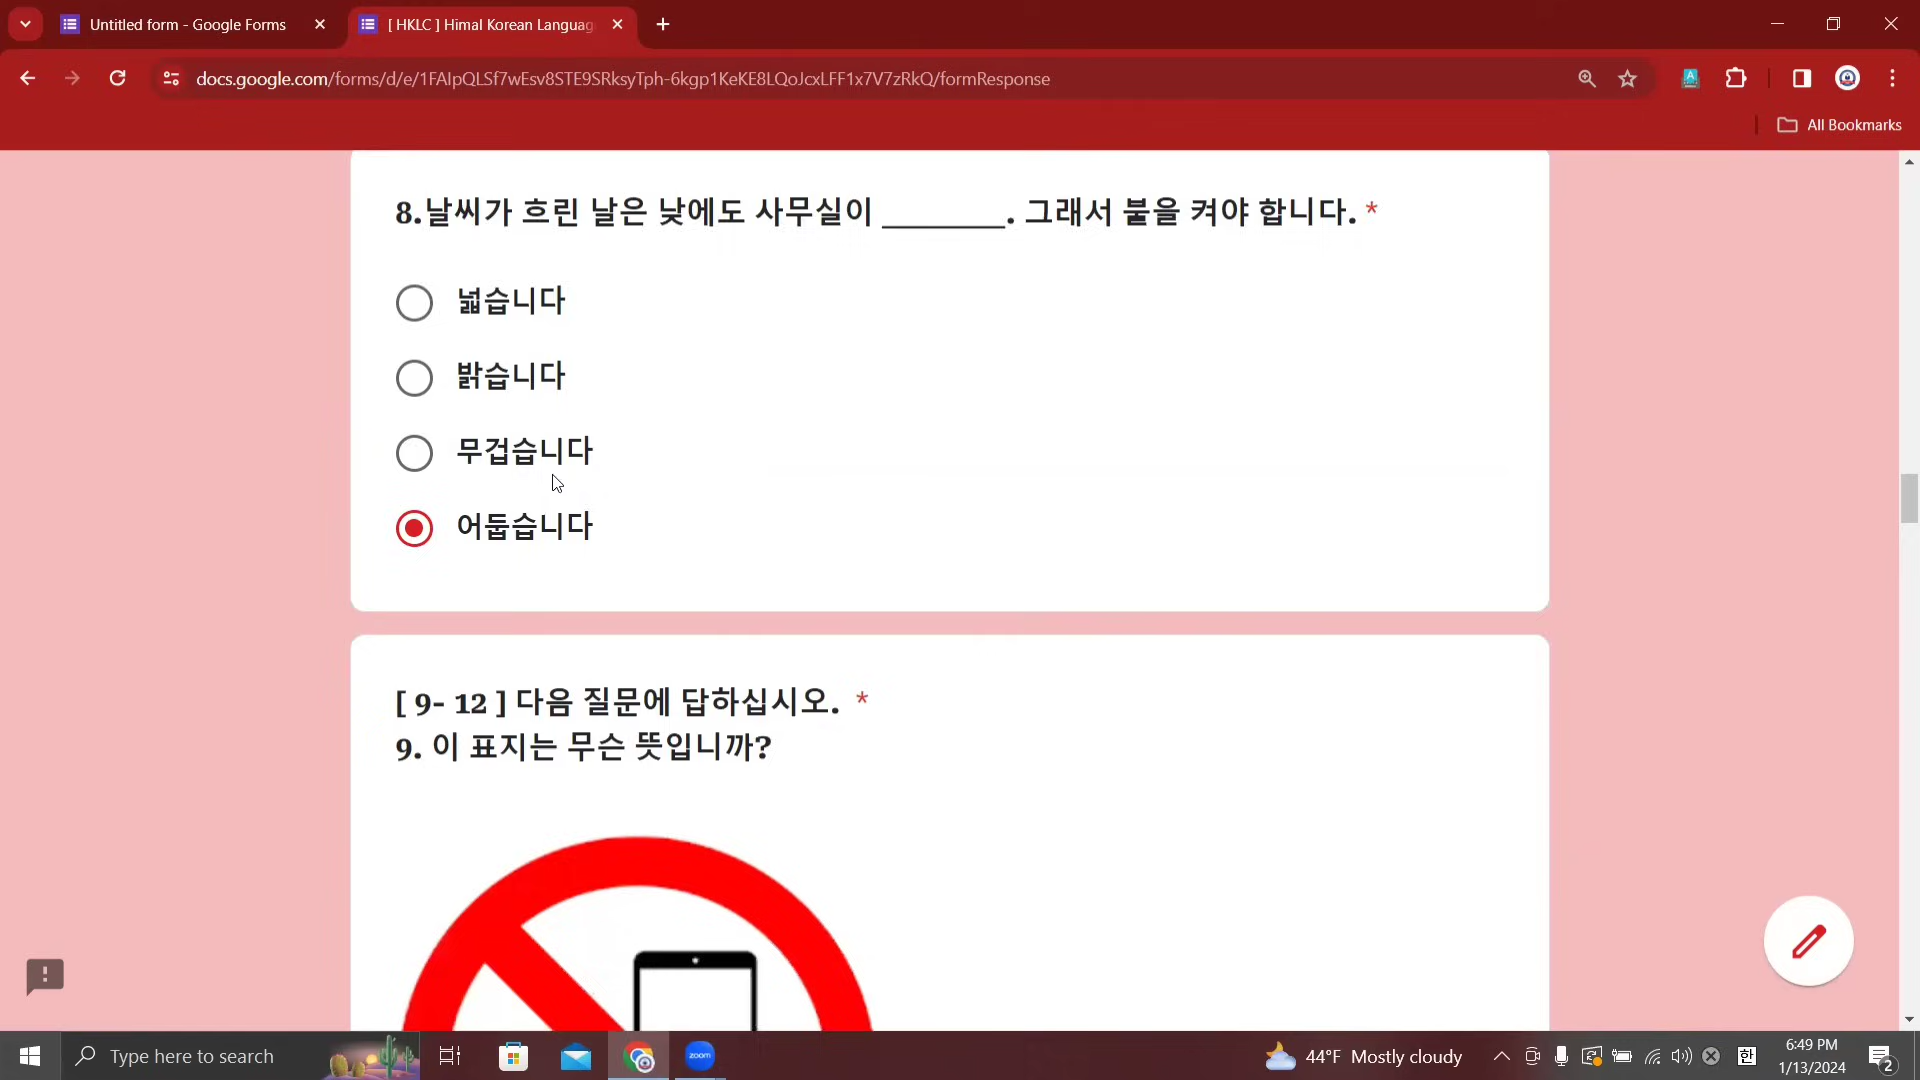 Untitled form - Google Forms
[ HKLC ] Himal Korean Languag
docs.google.com/forms/d/e/1FAIpQLSf7wEsv8STE9SRksyTph-6kgp1KeKE8LQoJcxLFF1x7V7zRkQ/formResponse
All Bookmarks
8.날씨가 흐린 날은 낮에도 사무실이 ________. 그래서 불을 켜야 합니다. *
넓습니다
밝습니다
무겁습니다
어둡습니다
[ 9- 12 ] 다음 질문에 답하십시오. *
9. 이 표지는 무슨 뜻입니까?
Type here to search
zoom
44°F Mostly cloudy
한
6:49 PM
1/13/2024
2